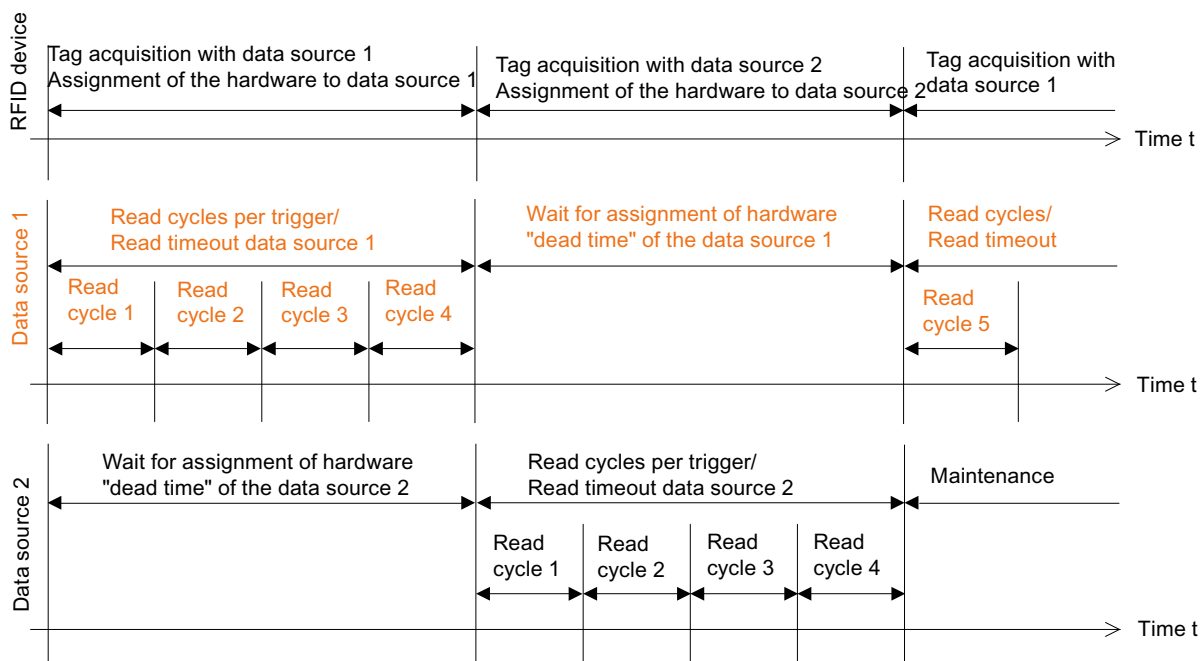 RFID device
Tag acquisition with data source 1
Assignment of the hardware to data source 1
Tag acquisition with data source 2
Assignment of the hardware to data source 2
Tag acquisition with
data source 1
Time t
Data source 1
Read cycles per trigger/
Read timeout data source 1
Wait for assignment of hardware
"dead time" of the data source 1
Read cycles/
Read timeout
Read
cycle 1
Read
cycle 2
Read
cycle 3
Read
cycle 4
Read
cycle 5
Time t
Data source 2
Wait for assignment of hardware
"dead time" of the data source 2
Read cycles per trigger/
Read timeout data source 2
Maintenance
Read
cycle 1
Read
cycle 2
Read
cycle 3
Read
cycle 4
Time t